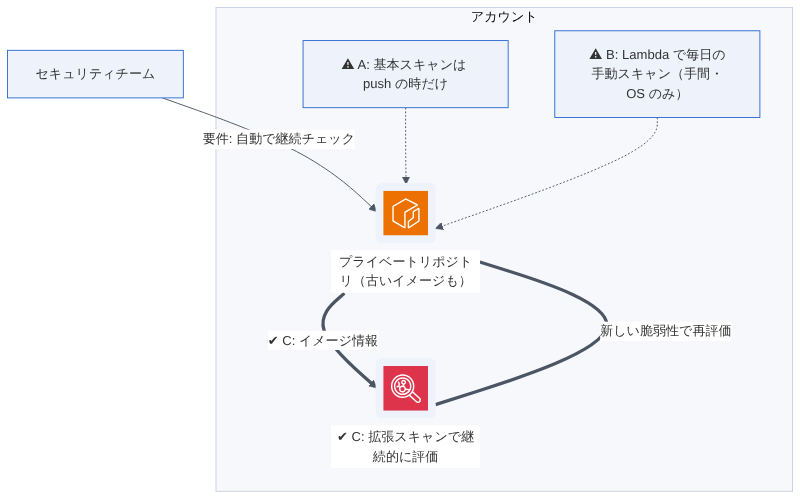 アカウント
セキュリティチーム
⚠ A: 基本スキャンは
push の時だけ
⚠ B: Lambda で毎日の
手動スキャン（手間・
OS のみ）
要件: 自動で継続チェック
プライベートリポジト
リ（古いイメージも）
新しい脆弱性で再評価
✔ C: イメージ情報
✔ C: 拡張スキャンで継
続的に評価